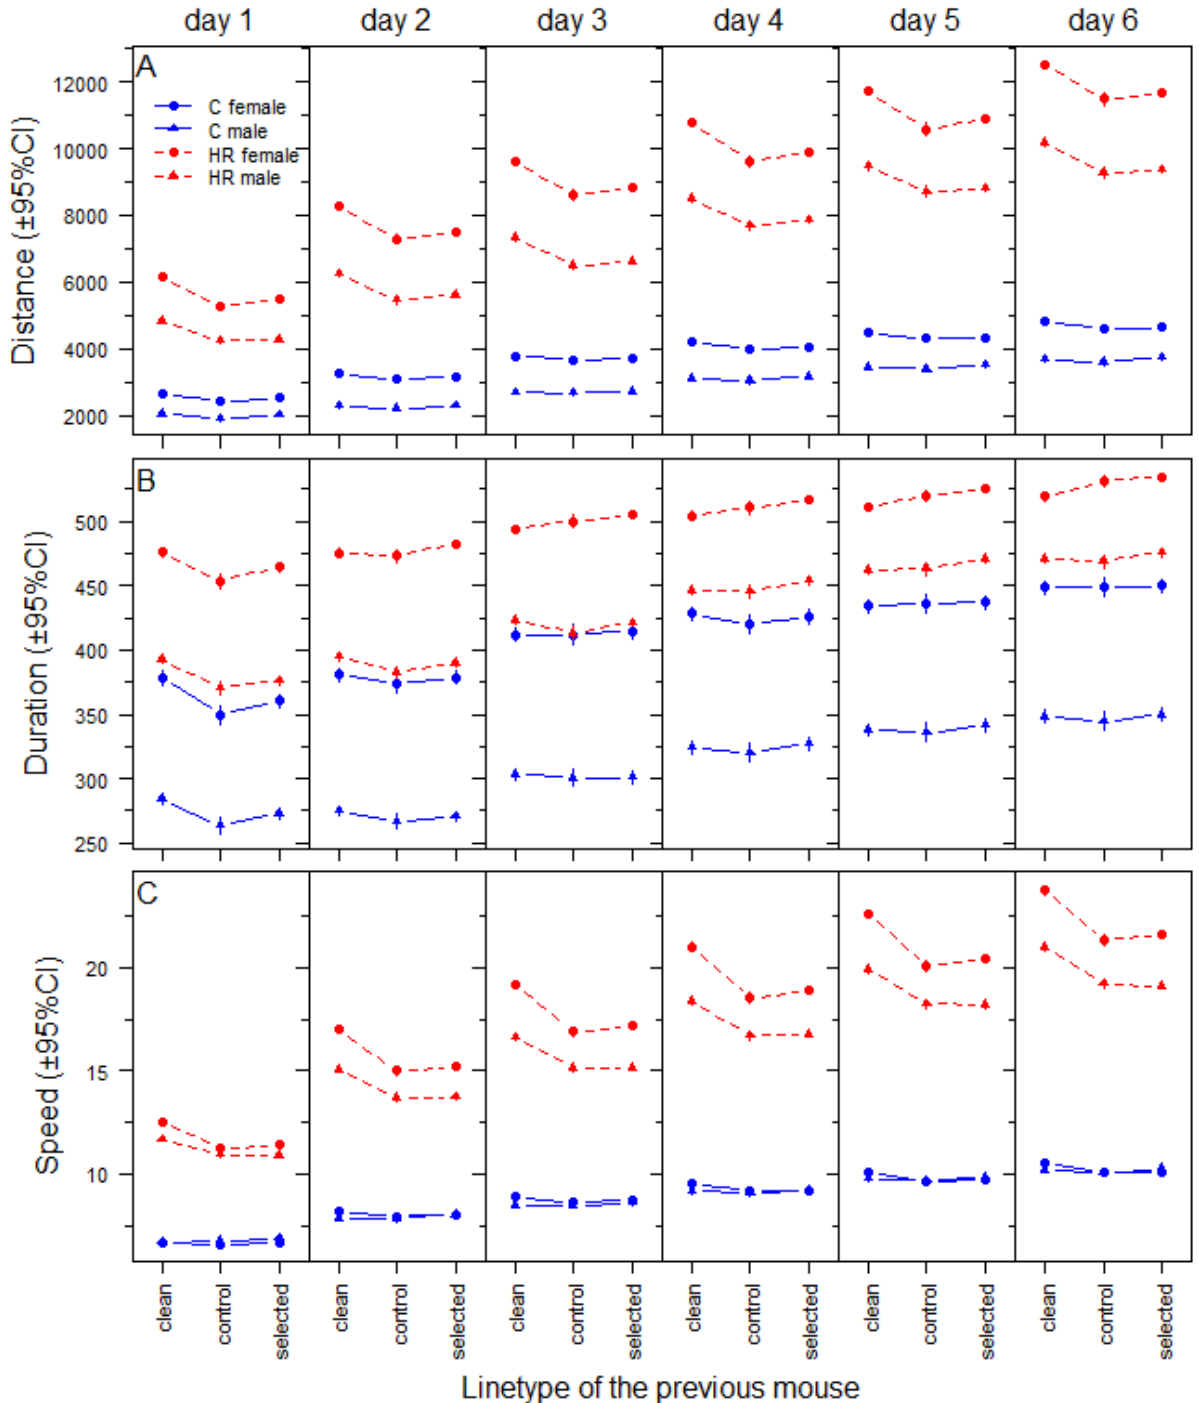 day 1 day 2 day 3 day 4 day 5 day 6
A
C female
C male
HR female
HR male
Distance (±95%CI)
12000
10000
8000
6000
4000
2000
B
Duration (±95%CI)
500
450
400
350
300
250
C
Speed (±95%CI)
20
15
10
clean control selected clean control selected clean control selected clean control selected clean control selected clean control selected
Linetype of the previous mouse